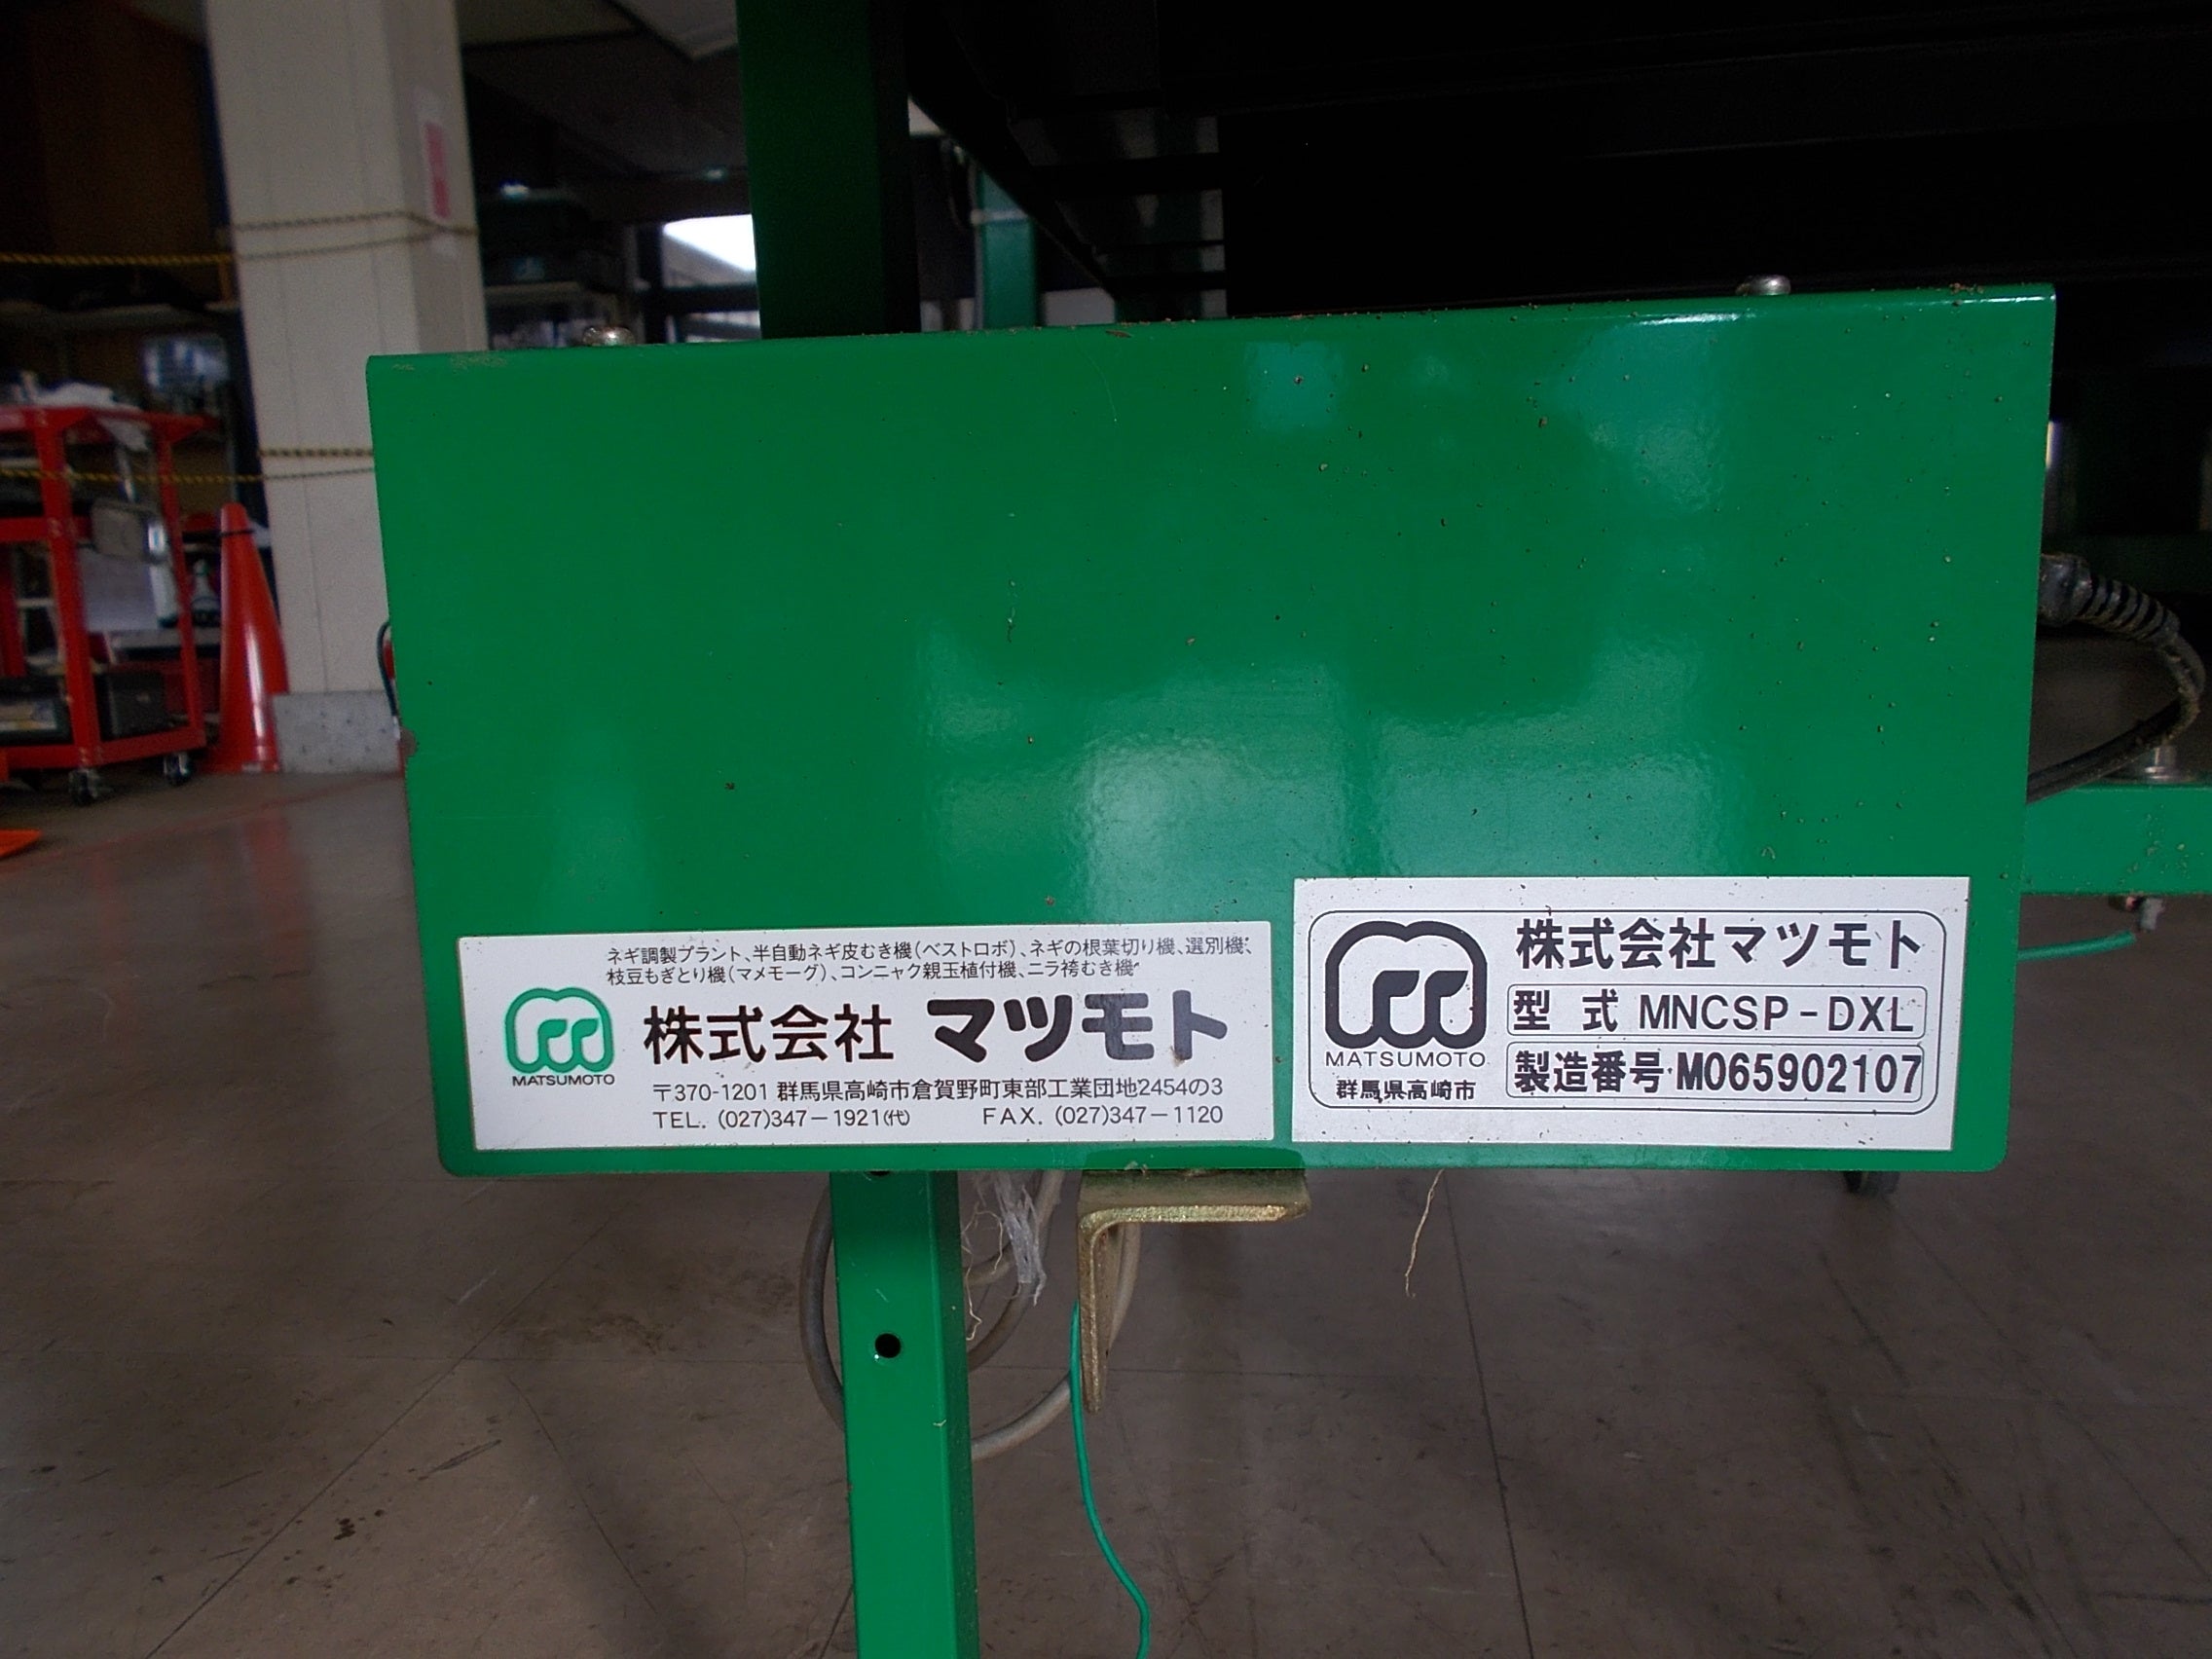 ネギ調製プラント、半自動ネギ皮むき機（ベストロボ）、ネギの根葉切り機、選別機、
枝豆もぎとり機（マメモーグ）、コンニャク親玉植付機、ニラ袴むき機
株式会社 マツモト
MATSUMOTO
〒370-1201 群馬県高崎市倉賀野町東部工業団地2454の3
TEL. (027)347－1921㈹ FAX. (027)347－1120
株式会社マツモト
型 式 MNCSP-DXL
MATSUMOTO
製造番号 M065902107
群馬県高崎市